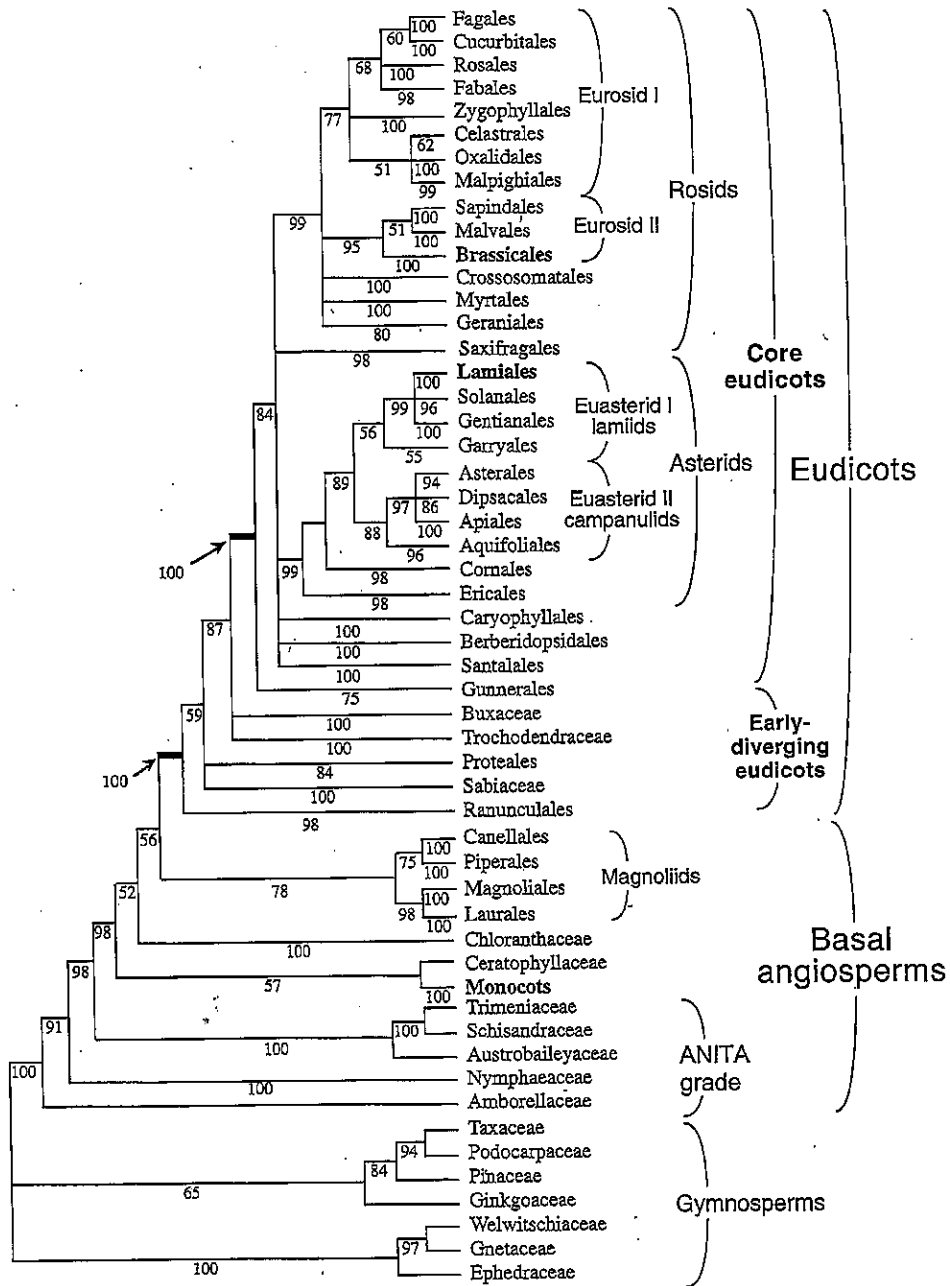 Fagales
100
60
Cucurbitales
100
Rosales
68
100
Fabales
98
Eurosid I
Zygophyllales
77
100
Celastrales
62
Oxalidales
51
100
Malpighiales
99
Rosids
Sapindales
100
99
51
Malvales
Eurosid II
95
100
Brassicales
100
Crossosomatales
100
Myrtales
100
Geraniales
80
Saxifragales
98
Core
eudicots
Lamiales
100
84
Solanales
99
96
Euasterid I
lamiids
56
Gentianales
100
Garryales
55
Asterids
Eudicots
Asterales
89
94
Dipsacales
97
86
Euasterid II
campanulids
88
Apiales
100
Aquifoliales
96
100
Cornales
99
98
Ericales
98
Caryophyllales
87
100
Berberidopsidales
100
Santalales
100
Gunnerales
75
59
Buxaceae
100
Early-
diverging
eudicots
Trochodendraceae
100
Proteales
100
84
Sabiaceae
100
Ranunculales
98
56
Canellales
100
75
Piperales
100
Magnoliids
52
78
Magnoliales
100
98
Laurales
100
98
Chloranthaceae
100
Basal
angiosperms
Ceratophyllaceae
98
57
Monocots
100
Trimeniaceae
91
100
Schisandraceae
100
Austrobaileyaceae
ANITA
grade
100
Nymphaeaceae
100
Amborellaceae
100
Taxaceae
94
Podocarpaceae
84
Pinaceae
65
Ginkgoaceae
Gymnosperms
Welwitschiaceae
97
Gnetaceae
100
Ephedraceae